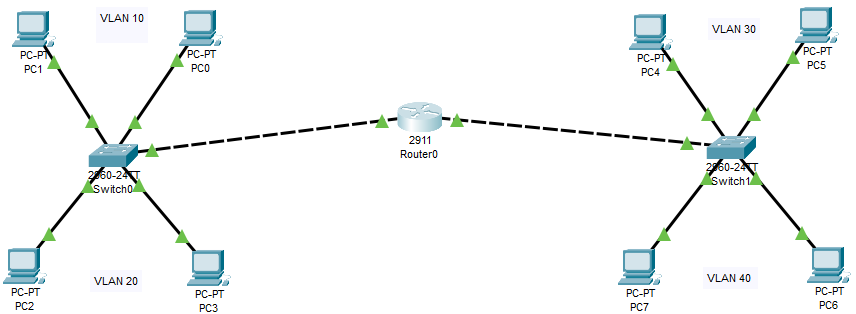 VLAN 10
VLAN 30
PC-PT
PC1
PC-PT
PC0
PC-PT
PC4
PC-PT
PC5
2911
Router0
2960-24TT
Switch0
2960-24TT
Switch1
VLAN 20
VLAN 40
PC-PT
PC2
PC-PT
PC3
PC-PT
PC7
PC-PT
PC6